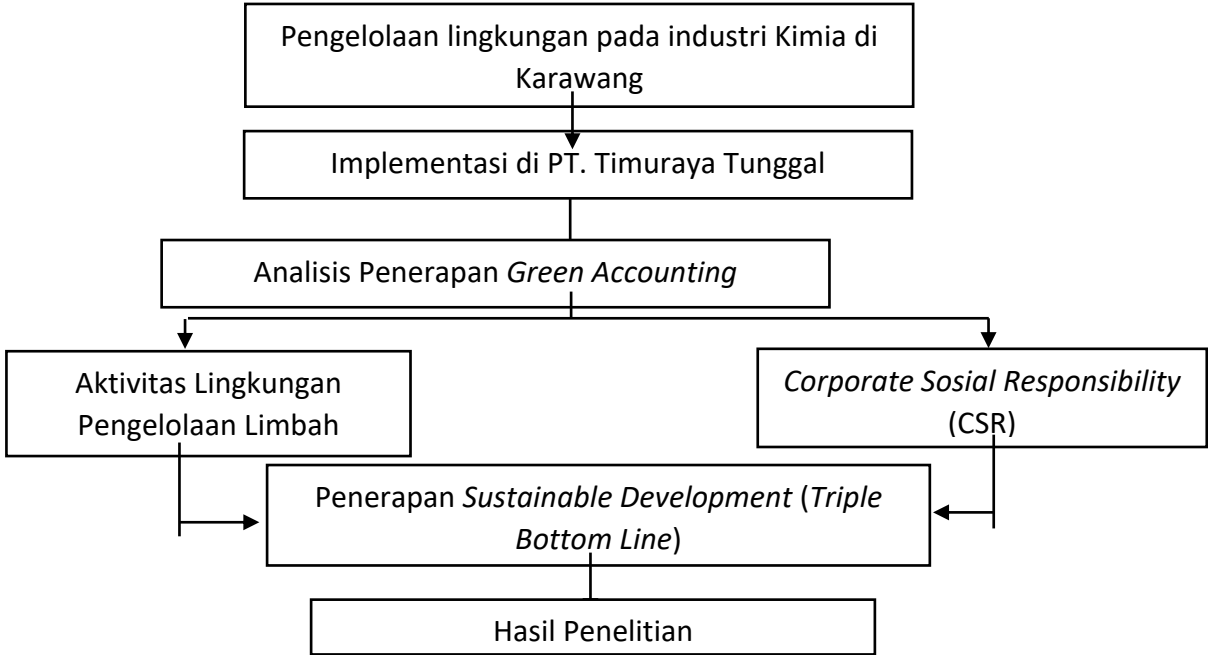 Pengelolaan lingkungan pada industri Kimia di
Karawang
Implementasi di PT. Timuraya Tunggal
Analisis Penerapan Green Accounting
Aktivitas Lingkungan
Pengelolaan Limbah
Corporate Sosial Responsibility
(CSR)
Penerapan Sustainable Development (Triple
Bottom Line)
Hasil Penelitian